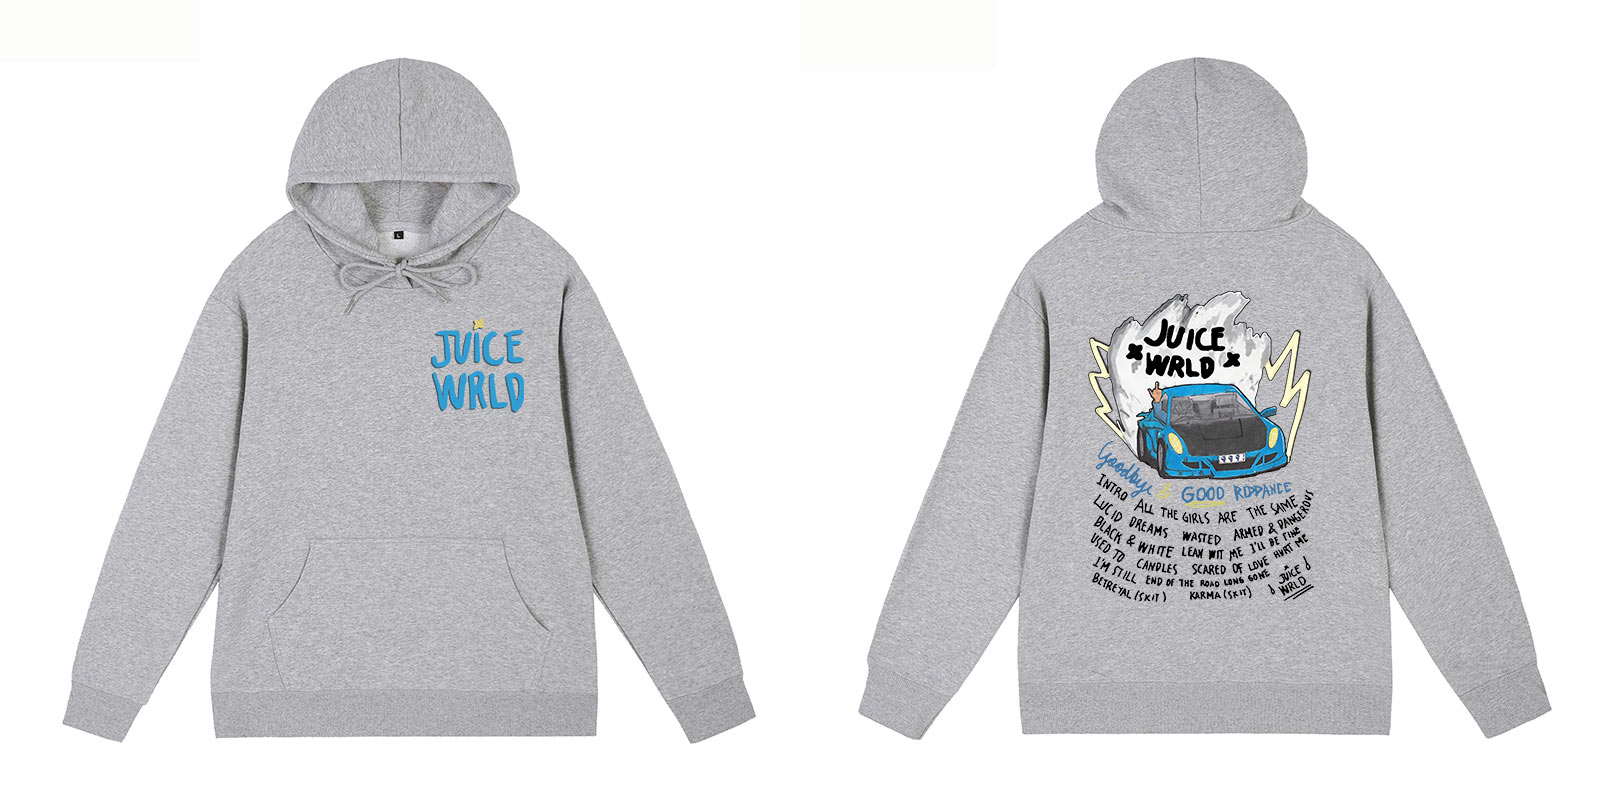 L
JUICE
WRLD
JUICE
WRLD
999
Goodbye & GOOD RIDDANCE
INTRO ALL THE GIRLS ARE THE SAME
LUCID DREAMS WASTED ARMED & DANGEROUS
BLACK & WHITE LEAN WIT ME I'LL BE FINE
USED TO CANDLES SCARED OF LOVE HURT ME
I'M STILL END OF THE ROAD LONG GONE
BETREYAL (SKIT) KARMA (SKIT)
JUICE
WRLD